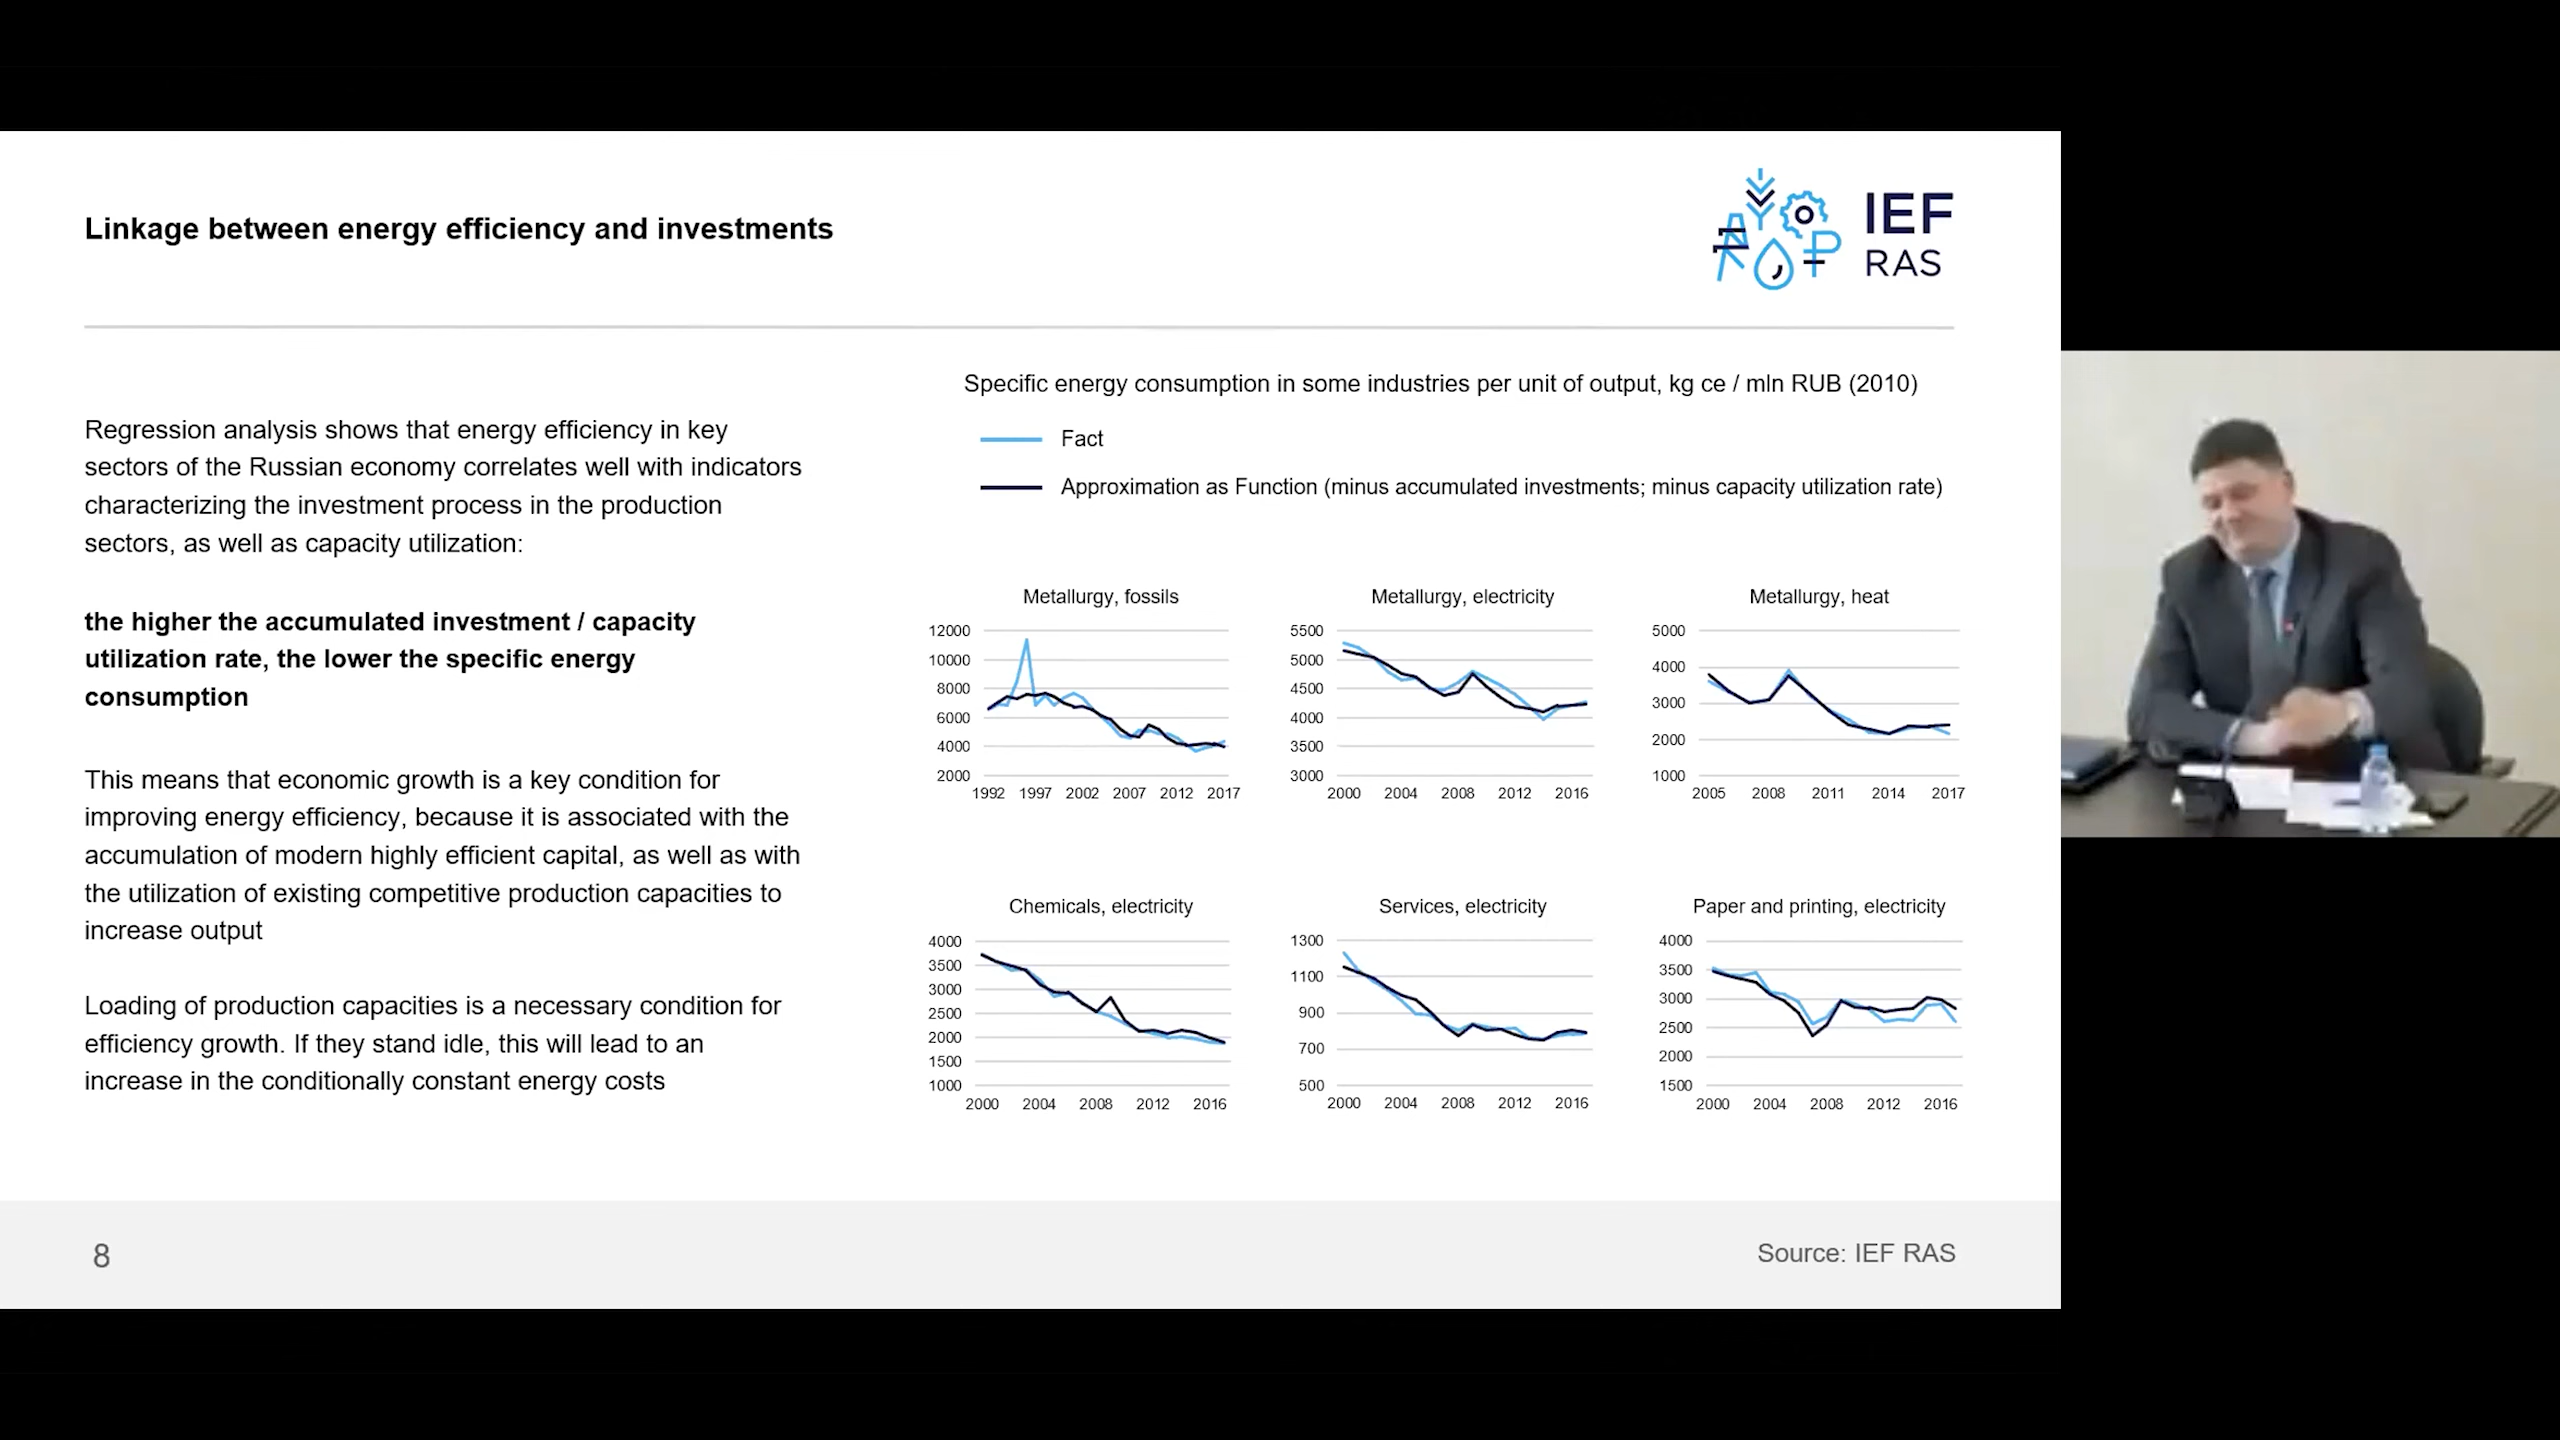 Linkage between energy efficiency and investments
IEF
RAS
Regression analysis shows that energy efficiency in key
sectors of the Russian economy correlates well with indicators
characterizing the investment process in the production
sectors, as well as capacity utilization:
the higher the accumulated investment / capacity
utilization rate, the lower the specific energy
consumption
This means that economic growth is a key condition for
improving energy efficiency, because it is associated with the
accumulation of modern highly efficient capital, as well as with
the utilization of existing competitive production capacities to
increase output
Loading of production capacities is a necessary condition for
efficiency growth. If they stand idle, this will lead to an
increase in the conditionally constant energy costs
Specific energy consumption in some industries per unit of output, kg ce / mln RUB (2010)
Fact
Approximation as Function (minus accumulated investments; minus capacity utilization rate)
Metallurgy, fossils
12000
10000
8000
6000
4000
2000
1992 1997 2002 2007 2012 2017
Metallurgy, electricity
5500
5000
4500
4000
3500
3000
2000 2004 2008 2012 2016
Metallurgy, heat
5000
4000
3000
2000
1000
2005 2008 2011 2014 2017
Chemicals, electricity
4000
3500
3000
2500
2000
1500
1000
2000 2004 2008 2012 2016
Services, electricity
1300
1100
900
700
500
2000 2004 2008 2012 2016
Paper and printing, electricity
4000
3500
3000
2500
2000
1500
2000 2004 2008 2012 2016
8
Source: IEF RAS